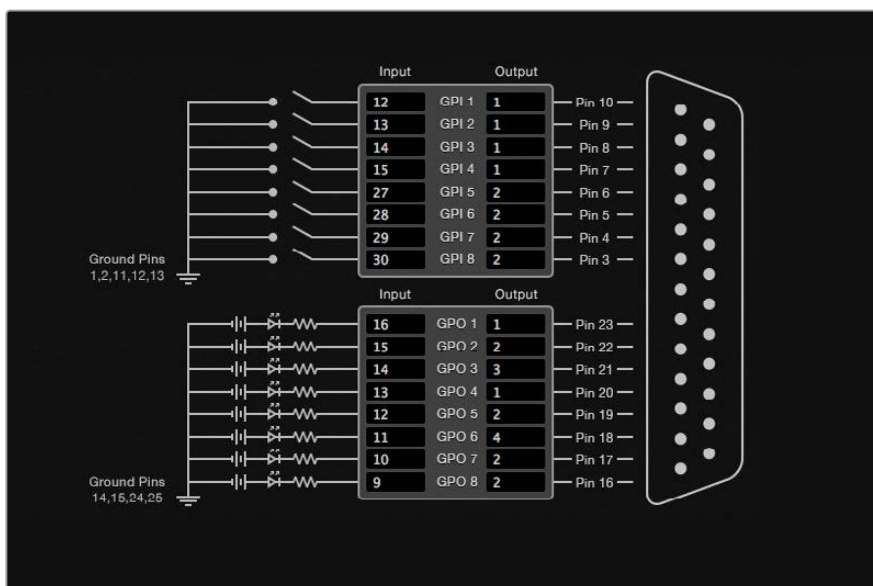 Input Output
12 GPI 1 1 Pin 10
13 GPI 2 1 Pin 9
14 GPI 3 1 Pin 8
15 GPI 4 1 Pin 7
27 GPI 5 2 Pin 6
28 GPI 6 2 Pin 5
29 GPI 7 2 Pin 4
Ground Pins 30 GPI 8 2 Pin 3
1,2,11,12,13
Input Output
16 GPO 1 1 Pin 23
15 GPO 2 2 Pin 22
14 GPO 3 3 Pin 21
13 GPO 4 1 Pin 20
12 GPO 5 2 Pin 19
11 GPO 6 4 Pin 18
10 GPO 7 2 Pin 17
Ground Pins 9 GPO 8 2 Pin 16
14,15,24,25